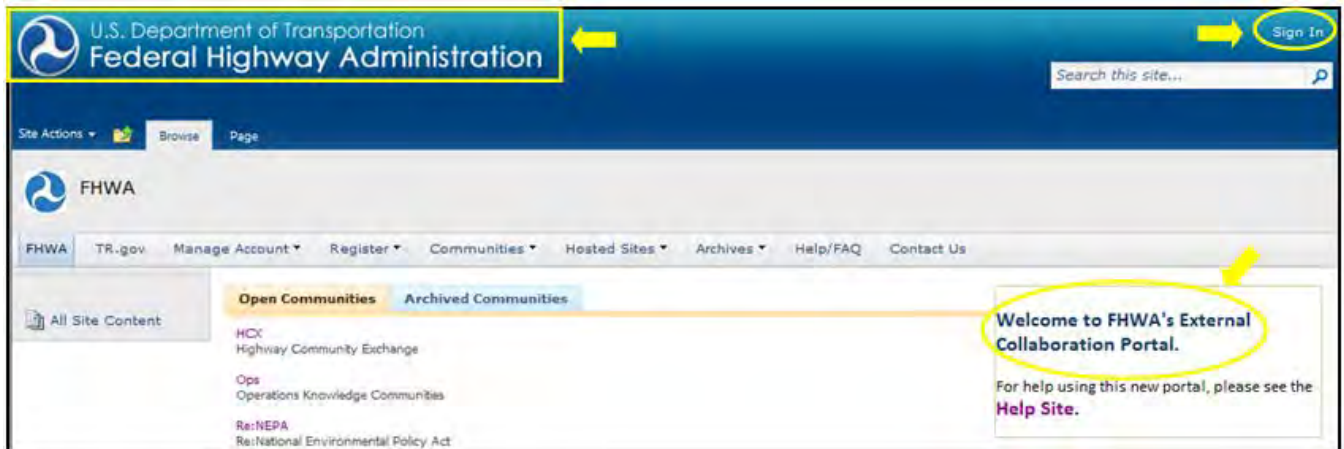 U.S. Department of Transportation
Federal Highway Administration
Sign In
Search this site...
Site Actions Browse Page
FHWA
FHWA TR.gov Manage Account Register Communities Hosted Sites Archives Help/FAQ Contact Us
All Site Content
Open Communities Archived Communities
HCX
Highway Community Exchange
Ops
Operations Knowledge Communities
Re:NEPA
Re:National Environmental Policy Act
Welcome to FHWA's External
Collaboration Portal.
For help using this new portal, please see the
Help Site.